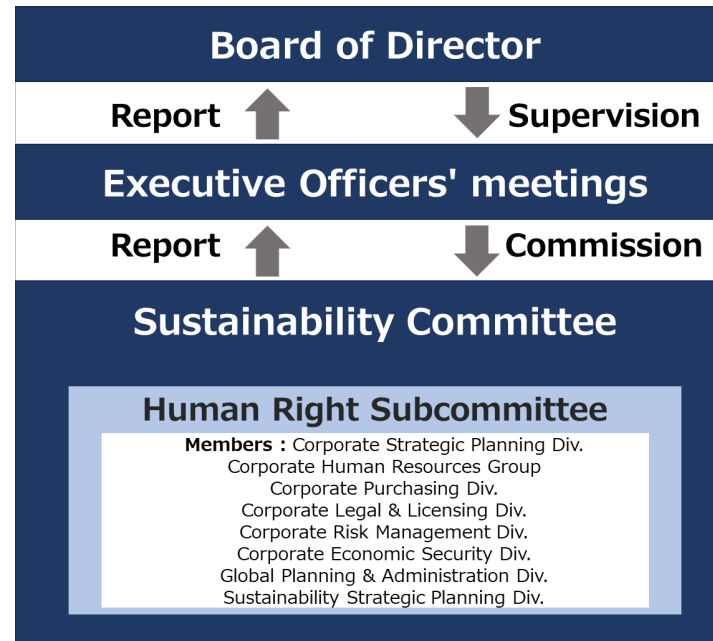 Board of Director
Report Supervision
Executive Officers' meetings
Report Commission
Sustainability Committee
Human Right Subcommittee
Members : Corporate Strategic Planning Div.
Corporate Human Resources Group
Corporate Purchasing Div.
Corporate Legal & Licensing Div.
Corporate Risk Management Div.
Corporate Economic Security Div.
Global Planning & Administration Div.
Sustainability Strategic Planning Div.